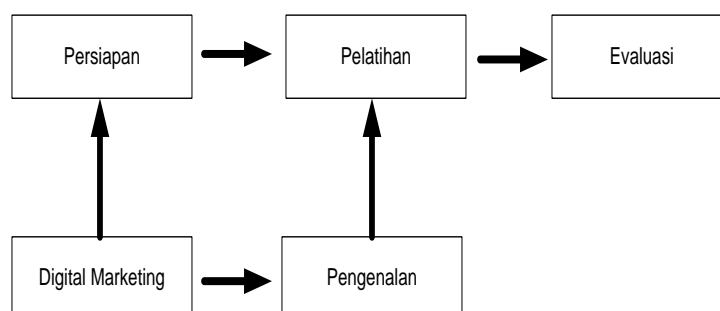 Persiapan
Pelatihan
Evaluasi
Digital Marketing
Pengenalan